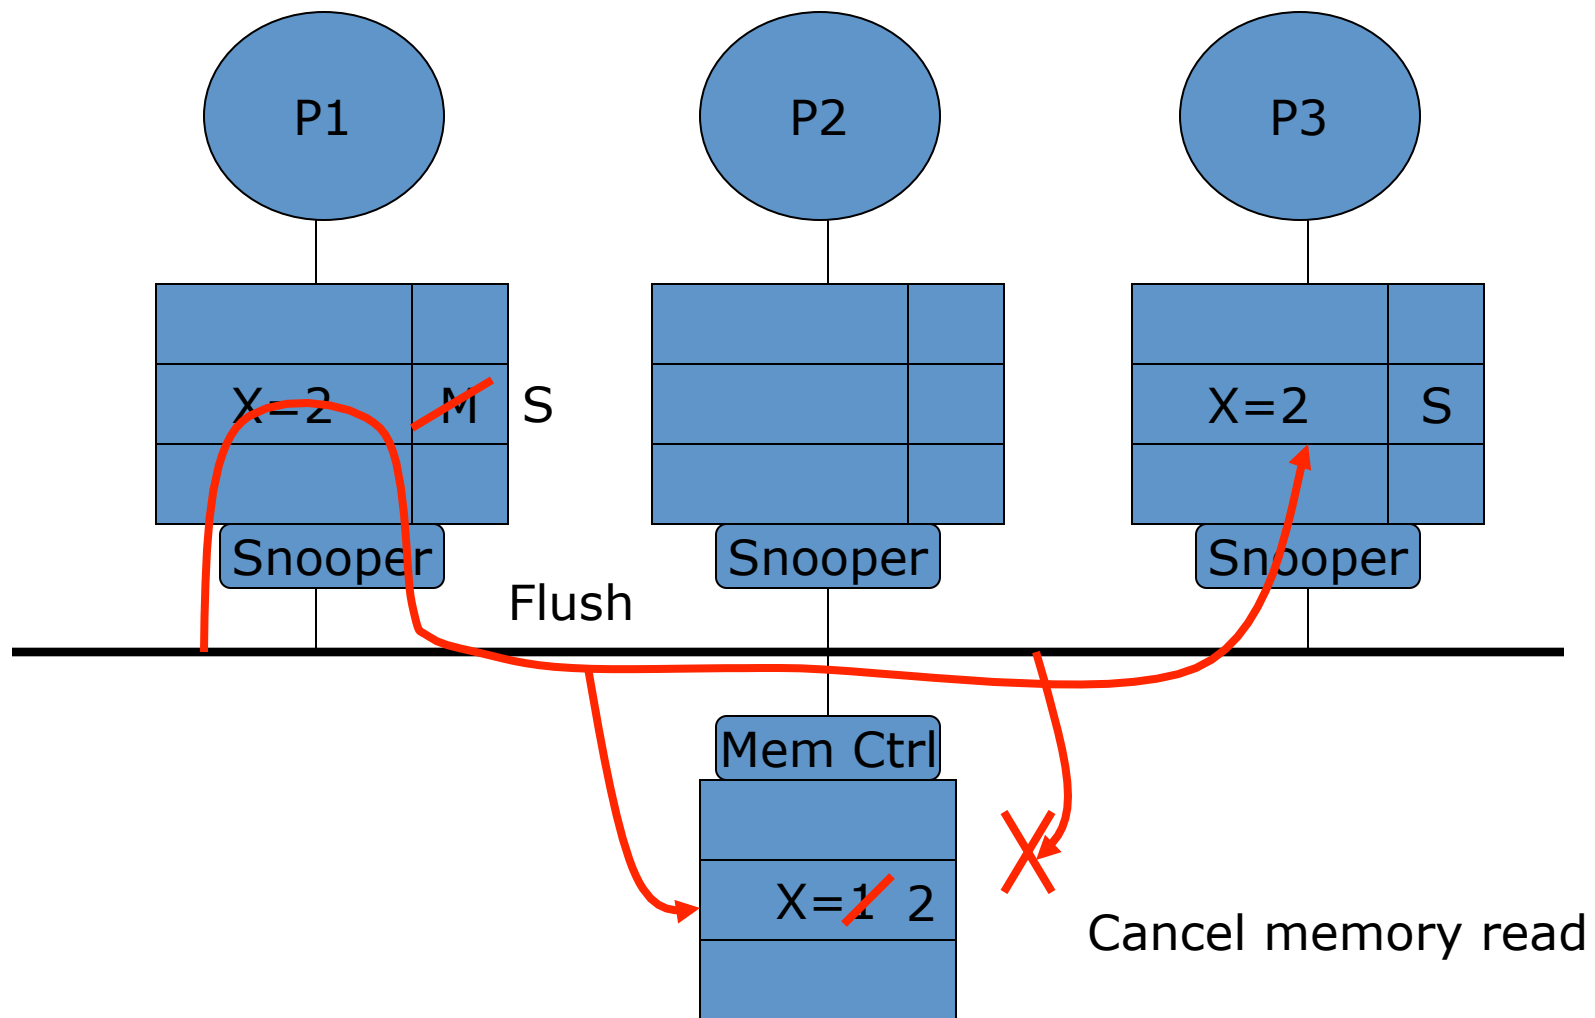 P1
P2
P3
X=2 M S
X=2 S
Snooper
Snooper
Snooper
Flush
Mem Ctrl
X=1 2
Cancel memory read